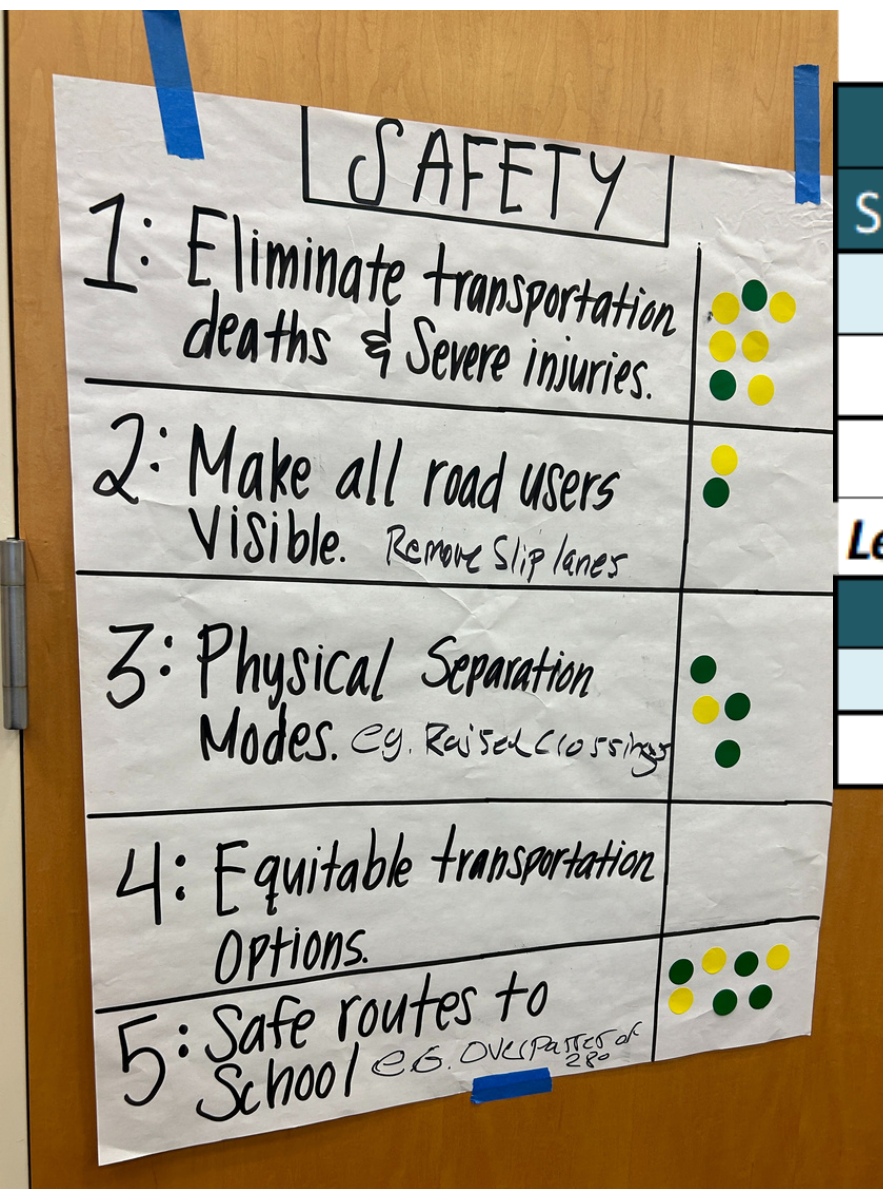 SAFETY
1: Eliminate transportation
deaths & Severe injuries.
2: Make all road users
Visible. Remove Slip lanes
3: Physical Separation
Modes. eg. Raised Crossings
4: Equitable transportation
Options.
5: Safe routes to
School e.G. Overpasses of
280
S
Le